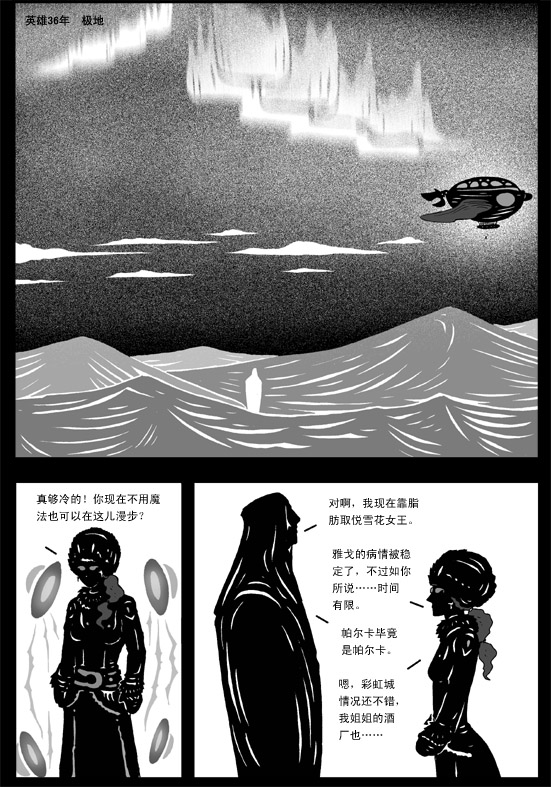 英雄36年 极地
真够冷的！你现在不用魔
法也可以在这儿漫步？
对啊，我现在靠脂
肪取悦雪花女王。
雅戈的病情被稳
定了，不过如你
所说……时间
有限。
帕尔卡毕竟
是帕尔卡。
嗯，彩虹城
情况还不错，
我姐姐的酒
厂也……